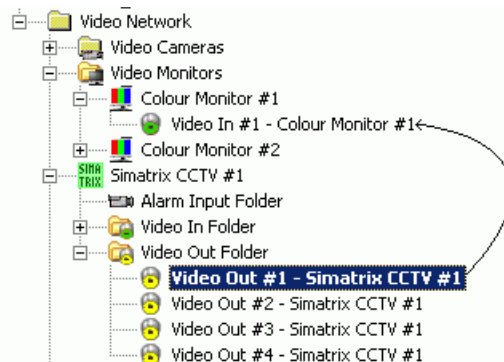 Video Network
Video Cameras
Video Monitors
Colour Monitor #1
Video In #1 - Colour Monitor #1
Colour Monitor #2
SIMA
TRIX
Simatrix CCTV #1
Alarm Input Folder
Video In Folder
Video Out Folder
Video Out #1 - Simatrix CCTV #1
Video Out #2 - Simatrix CCTV #1
Video Out #3 - Simatrix CCTV #1
Video Out #4 - Simatrix CCTV #1